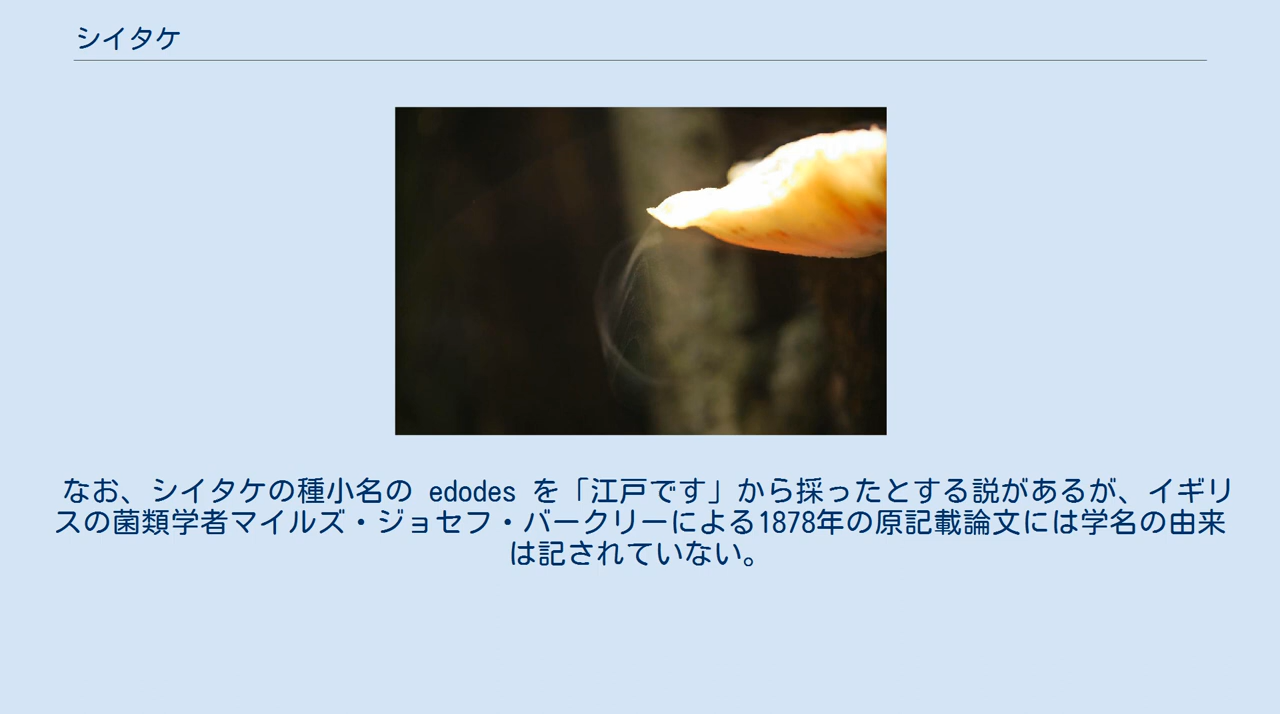 シイタケ
なお、シイタケの種小名の edodes を「江戸です」から採ったとする説があるが、イギリ
スの菌類学者マイルズ・ジョセフ・バークリーによる1878年の原記載論文には学名の由来
は記されていない。